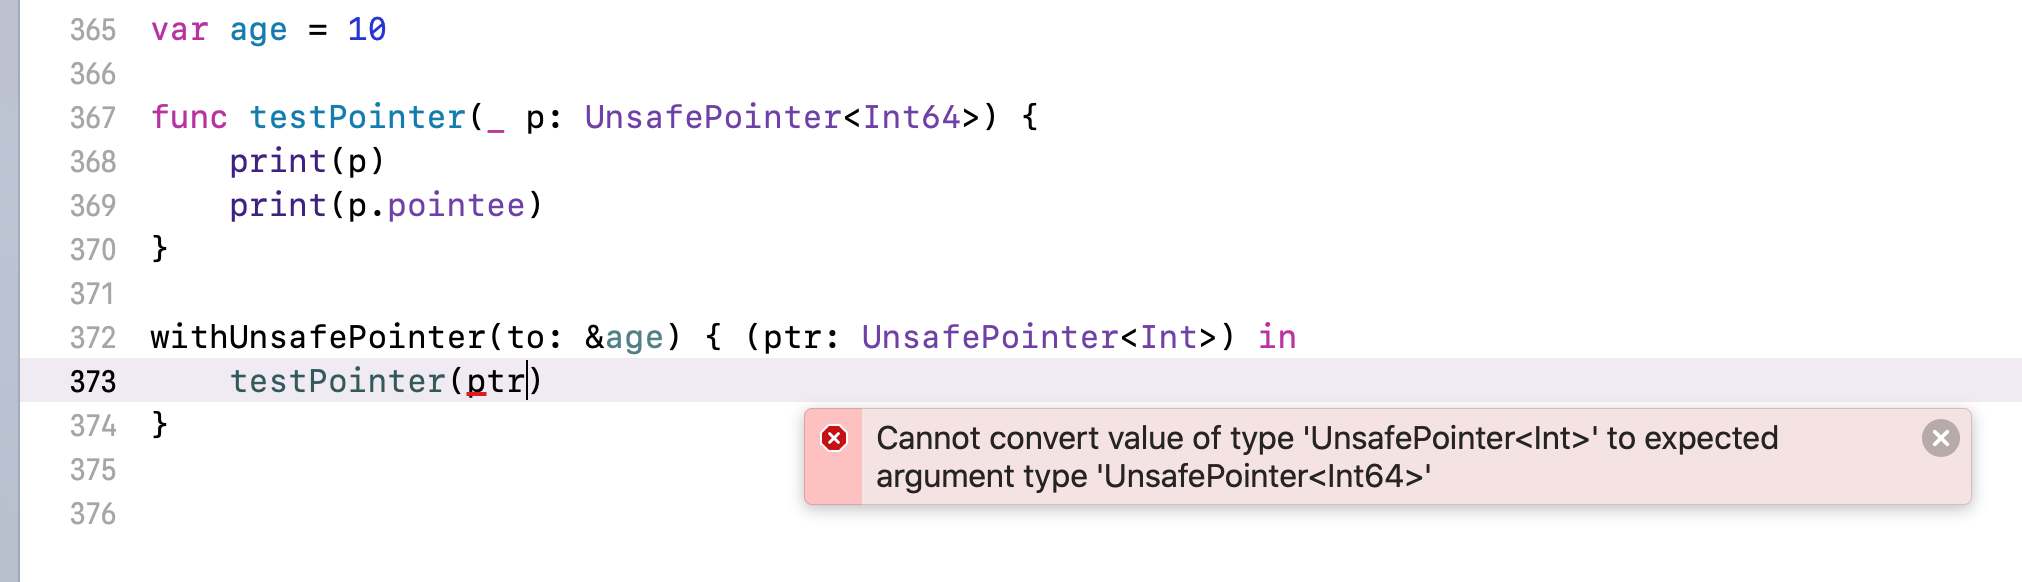 365 var age = 10
366
367 func testPointer(_ p: UnsafePointer<Int64>) {
368     print(p)
369     print(p.pointee)
370 }
371
372 withUnsafePointer(to: &age) { (ptr: UnsafePointer<Int>) in
373     testPointer(ptr)
374 }
Cannot convert value of type 'UnsafePointer<Int>' to expected
argument type 'UnsafePointer<Int64>'
375
376